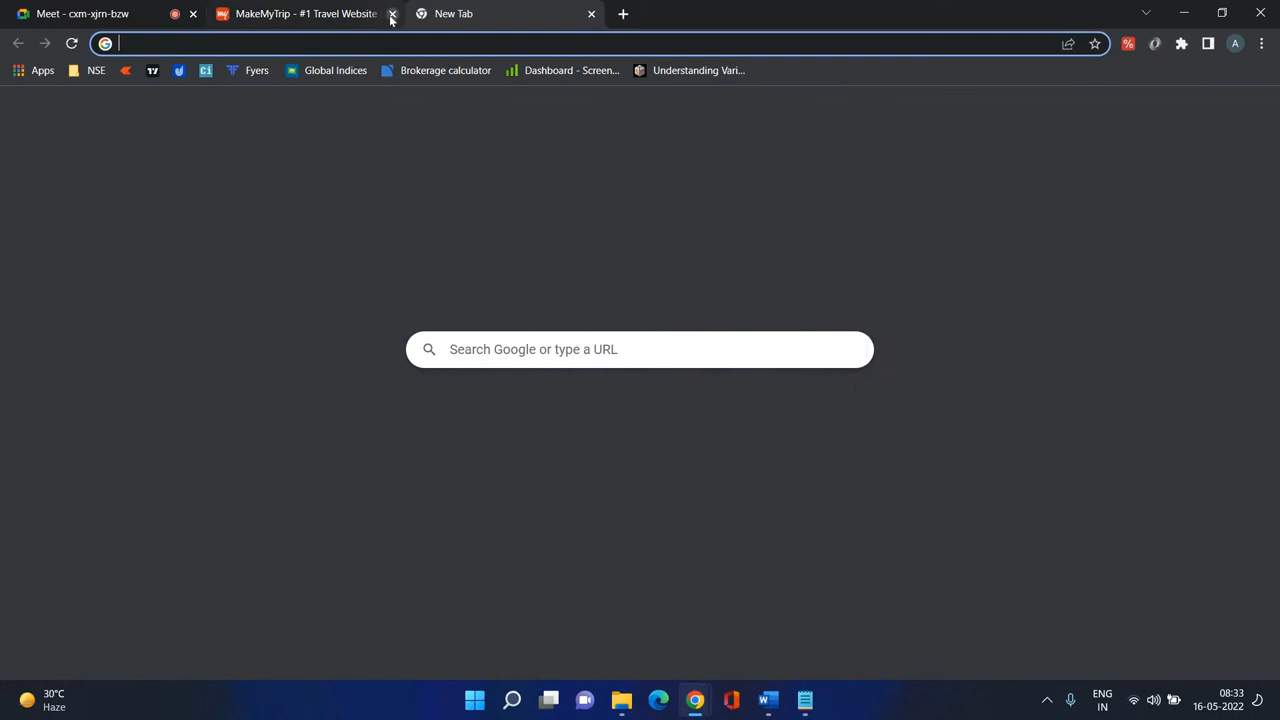 Meet - cxm-xjrn-bzw
MakeMyTrip - #1 Travel Website
New Tab
Apps
NSE
Fyers
Global Indices
Brokerage calculator
Dashboard - Screen...
Understanding Vari...
A
Search Google or type a URL
30°C
Haze
ENG
IN
08:33
16-05-2022